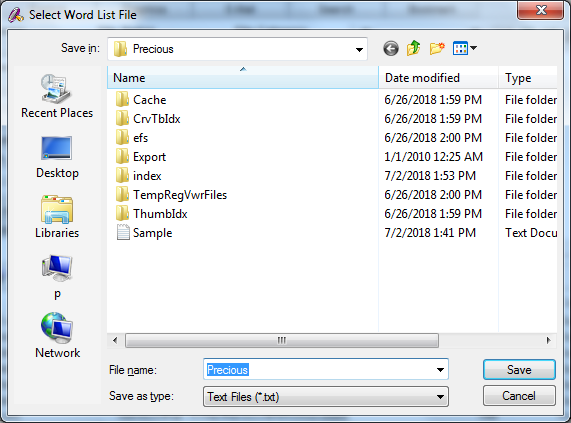 Select Word List File
Save in: Precious
Name Date modified Type
Cache 6/26/2018 1:59 PM File folder
CrvTbIdx 6/26/2018 1:59 PM File folder
efs 6/26/2018 2:00 PM File folder
Export 1/1/2010 12:25 AM File folder
index 7/2/2018 1:53 PM File folder
TempRegVwrFiles 6/26/2018 2:00 PM File folder
ThumbIdx 6/26/2018 1:59 PM File folder
Sample 7/2/2018 1:41 PM Text Docu
Recent Places
Desktop
Libraries
p
Network
File name: Precious Save
Save as type: Text Files (*.txt) Cancel